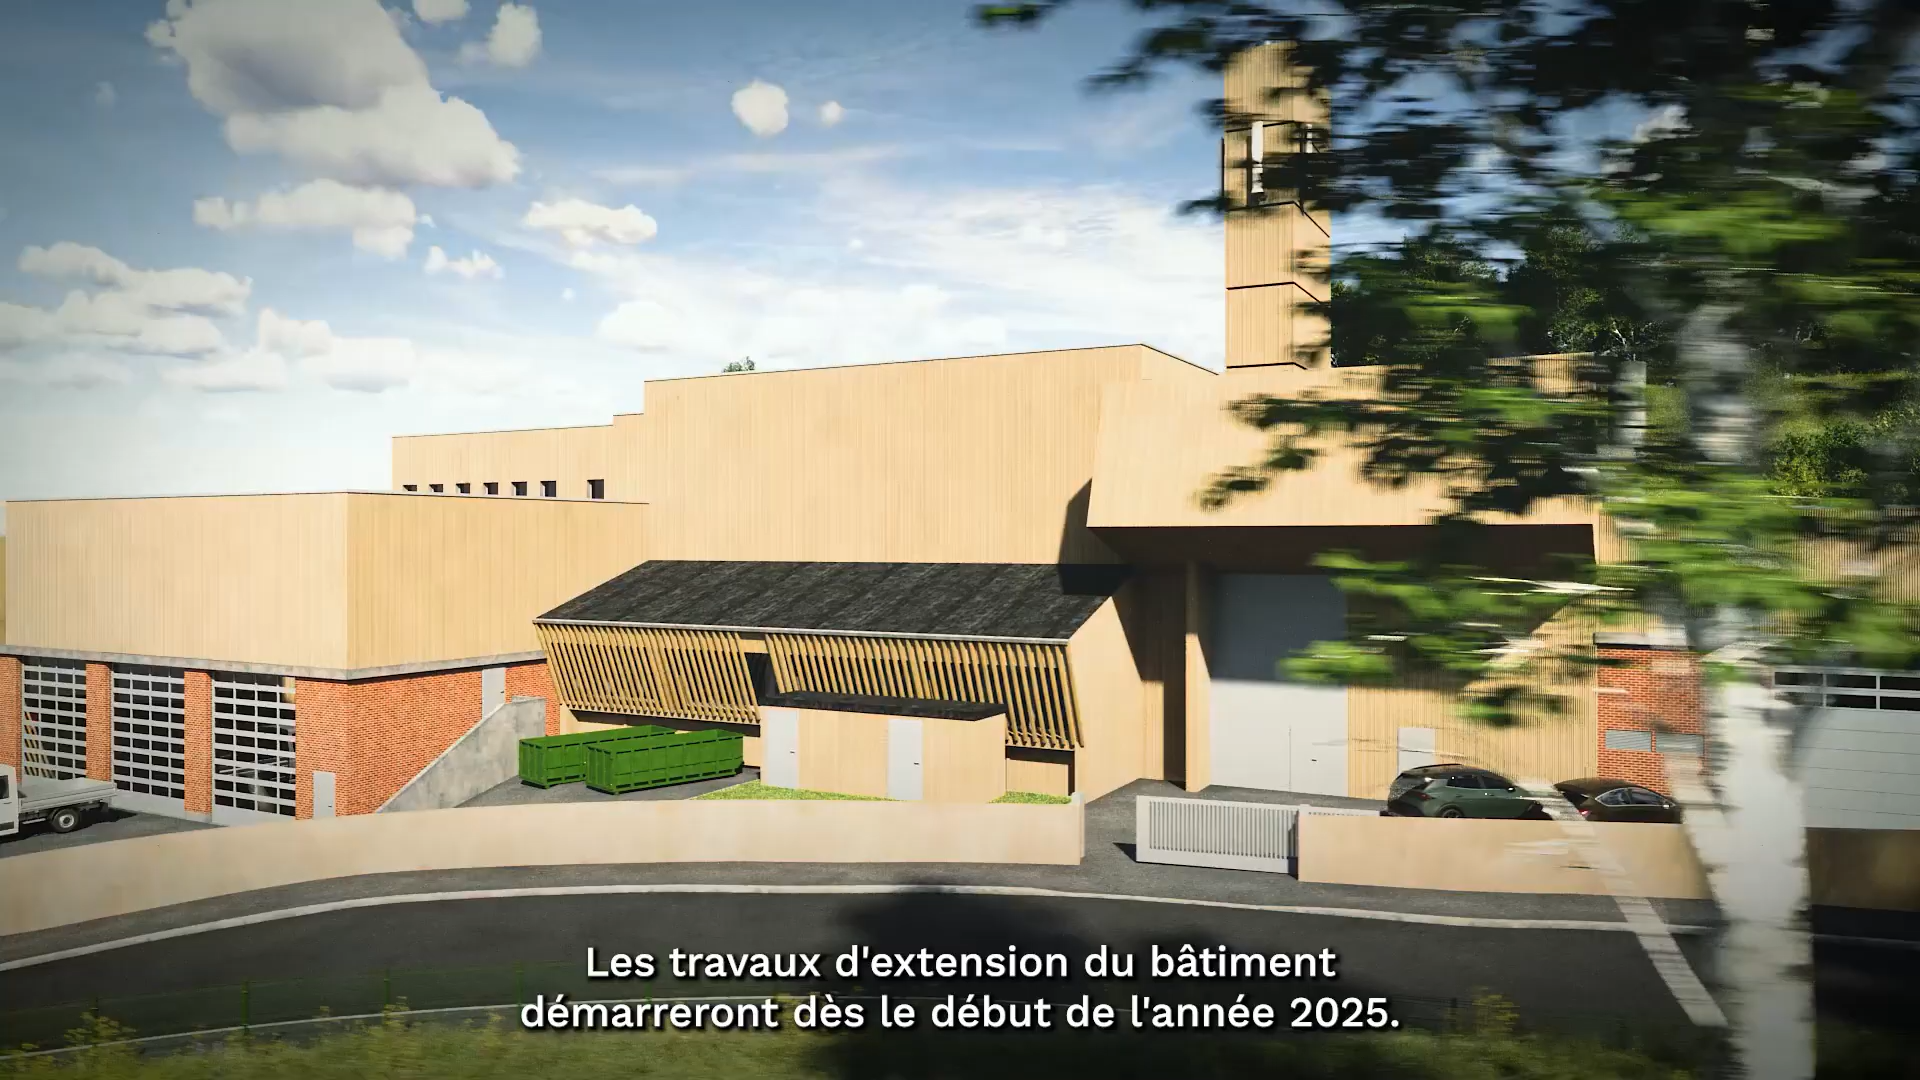 Les travaux d'extension du bâtiment
démarreront dès le début de l'année 2025.